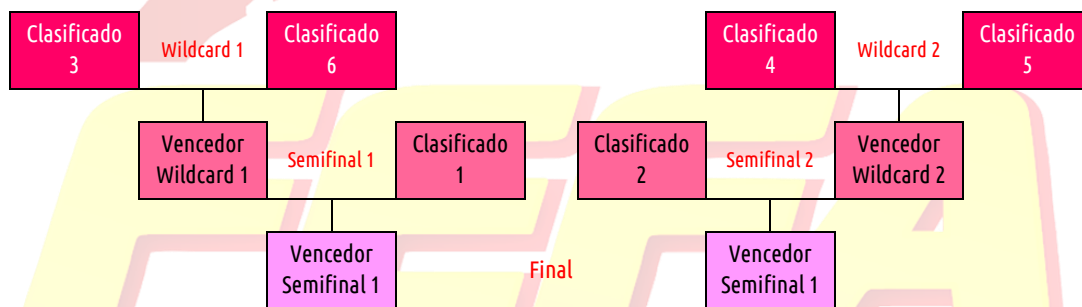 Clasificado
3
Wildcard 1
Clasificado
6
Clasificado
4
Wildcard 2
Clasificado
5
Vencedor
Wildcard 1
Semifinal 1
Clasificado
1
Clasificado
2
Semifinal 2
Vencedor
Wildcard 2
Vencedor
Semifinal 1
Final
Vencedor
Semifinal 1
FEFA